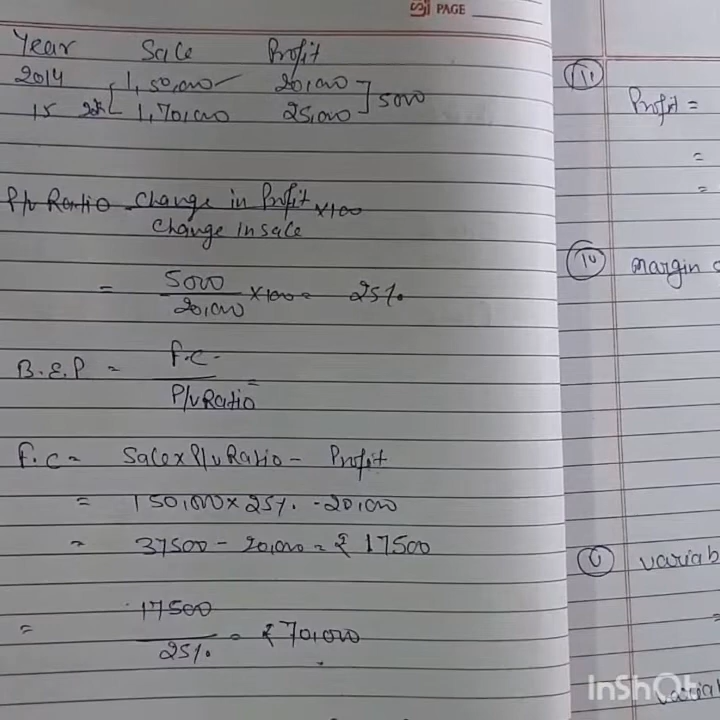 PAGE
Year Sale Profit
2014 1,50,000 20,000
15 1,70,000 25,000 5000
P/v Ratio Change in Profit ×100
Change in sale
= 5000 ×100 = 25%
20,000
B.E.P = F.C.
P/v Ratio
F.C = Sale × P/v Ratio - Profit
= 150,000 × 25% - 20,000
= 37500 - 20,000 = ₹ 17500
= 17500 = ₹ 70,000
25%
Profit =
=
=
margin
variab
=
variab
InShot